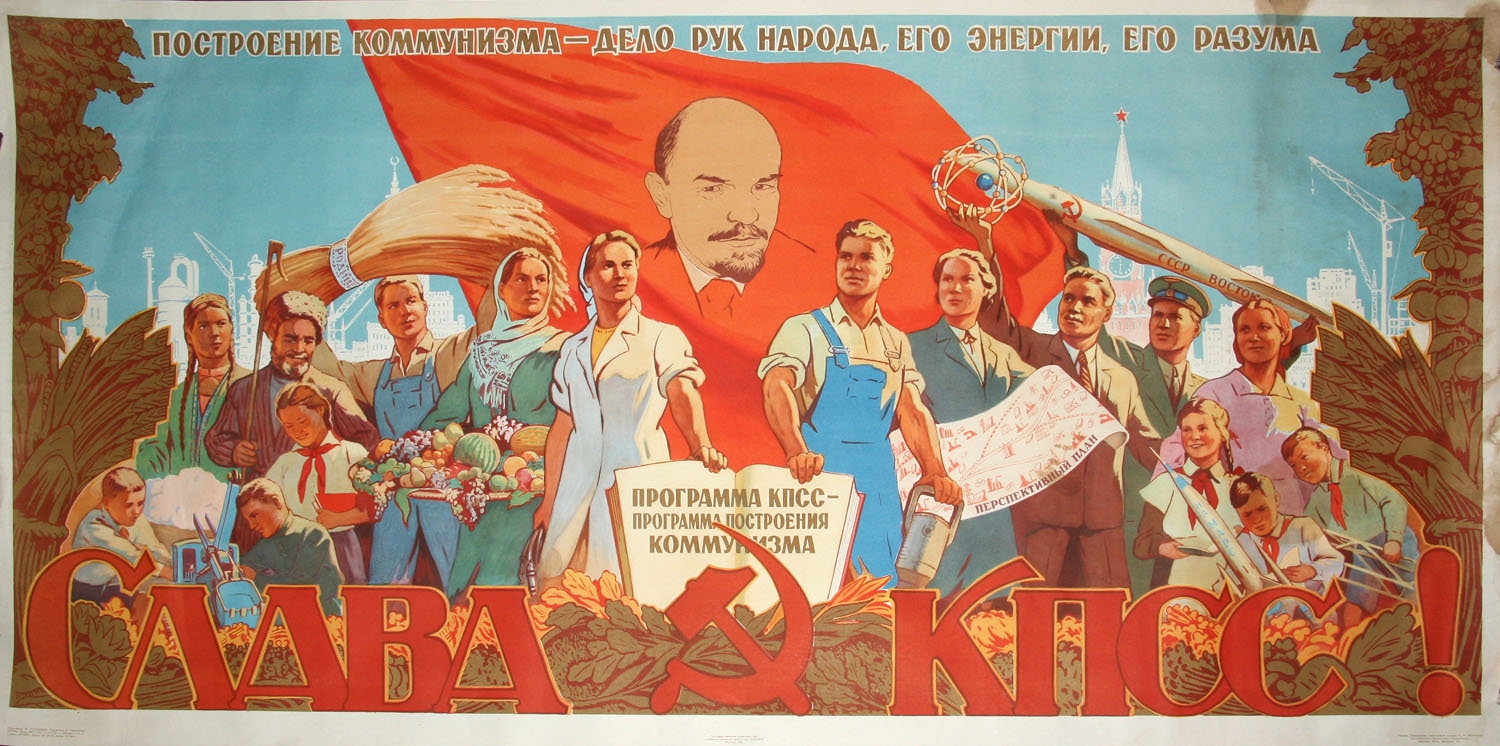 ПОСТРОЕНИЕ КОММУНИЗМА — ДЕЛО РУК НАРОДА, ЕГО ЭНЕРГИИ, ЕГО РАЗУМА
РОДИНЕ
СССР ВОСТОК
ПЕРСПЕКТИВНЫЙ ПЛАН
ПРОГРАММА КПСС —
ПРОГРАММА ПОСТРОЕНИЯ
КОММУНИЗМА
СЛАВА КПСС!